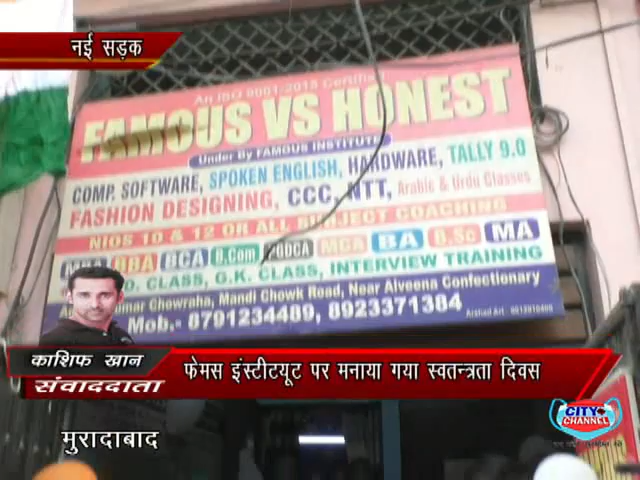 नई सड़क
An ISO 9001-2015 Certified
FAMOUS VS HONEST
Under By FAMOUS INSTITUTE
COMP. SOFTWARE, SPOKEN ENGLISH, HARDWARE, TALLY 9.0
FASHION DESIGNING, CCC, NTT, Arabic & Urdu Classes
NIOS 10 & 12 OR ALL SUBJECT COACHING
BBA BCA B.Com PGDCA MCA BA B.Sc MA
CLASS, G.K. CLASS, INTERVIEW TRAINING
Chowraha, Mandi Chowk Road, Near Alveena Confectionary
Mob.- 8791234489, 8923371384
काशिफ खान
संवाददाता
फेमस इंस्टीटयूट पर मनाया गया स्वतन्त्रता दिवस
CITY
CHANNEL
मुरादाबाद